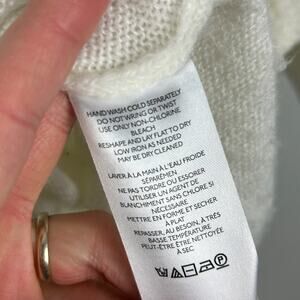 HAND WASH COLD SEPARATELY
DO NOT WRING OR TWIST
USE ONLY NON-CHLORINE
BLEACH
RESHAPE AND LAY FLAT TO DRY
LOW IRON AS NEEDED
MAY BE DRY CLEANED
LAVER À LA MAIN À L'EAU FROIDE
SÉPARÉMEN
NE PAS TORDRE OU ESSORER
UTILISER UN AGENT DE
BLANCHIMENT SANS CHLORE SI
NÉCESSAIRE
METTRE EN FORME ET SECHER
À PLAT
REPASSER, AU BESOIN, À TRÈS
BASSE TEMPÉRATURE
PEUT-ÊTRE ÊTRE NETTOYÉE
À SEC